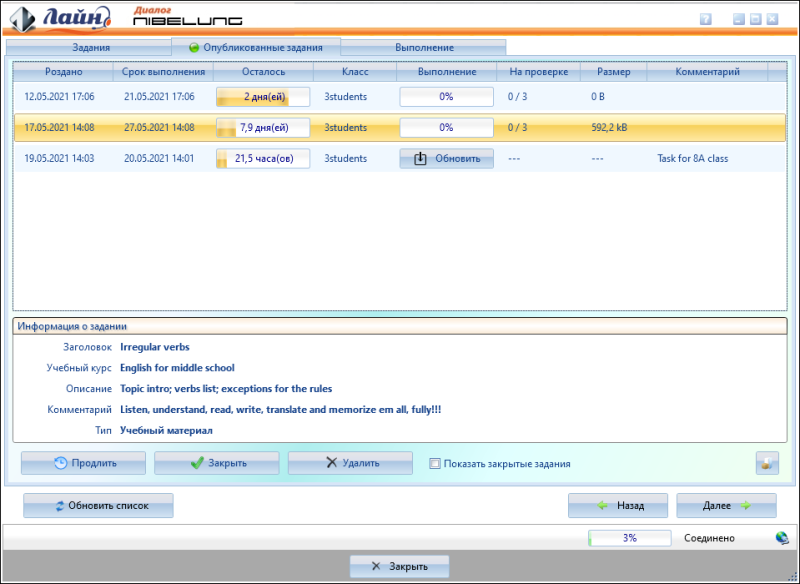 Лайн
Диалог
NIBELUNG
?
Задания
Опубликованные задания
Выполнение
Роздано Срок выполнения Осталось Класс Выполнение На проверке Размер Комментарий
12.05.2021 17:06 21.05.2021 17:06 2 дня(ей) 3students 0% 0 / 3 0 B
17.05.2021 14:08 27.05.2021 14:08 7,9 дня(ей) 3students 0% 0 / 3 592,2 kB
19.05.2021 14:03 20.05.2021 14:01 21,5 часа(ов) 3students Обновить --- --- Task for 8A class
Информация о задании
Заголовок Irregular verbs
Учебный курс English for middle school
Описание Topic intro; verbs list; exceptions for the rules
Комментарий Listen, understand, read, write, translate and memorize em all, fully!!!
Тип Учебный материал
Продлить Закрыть Удалить Показать закрытые задания
Обновить список Назад Далее
3% Соединено
Закрыть